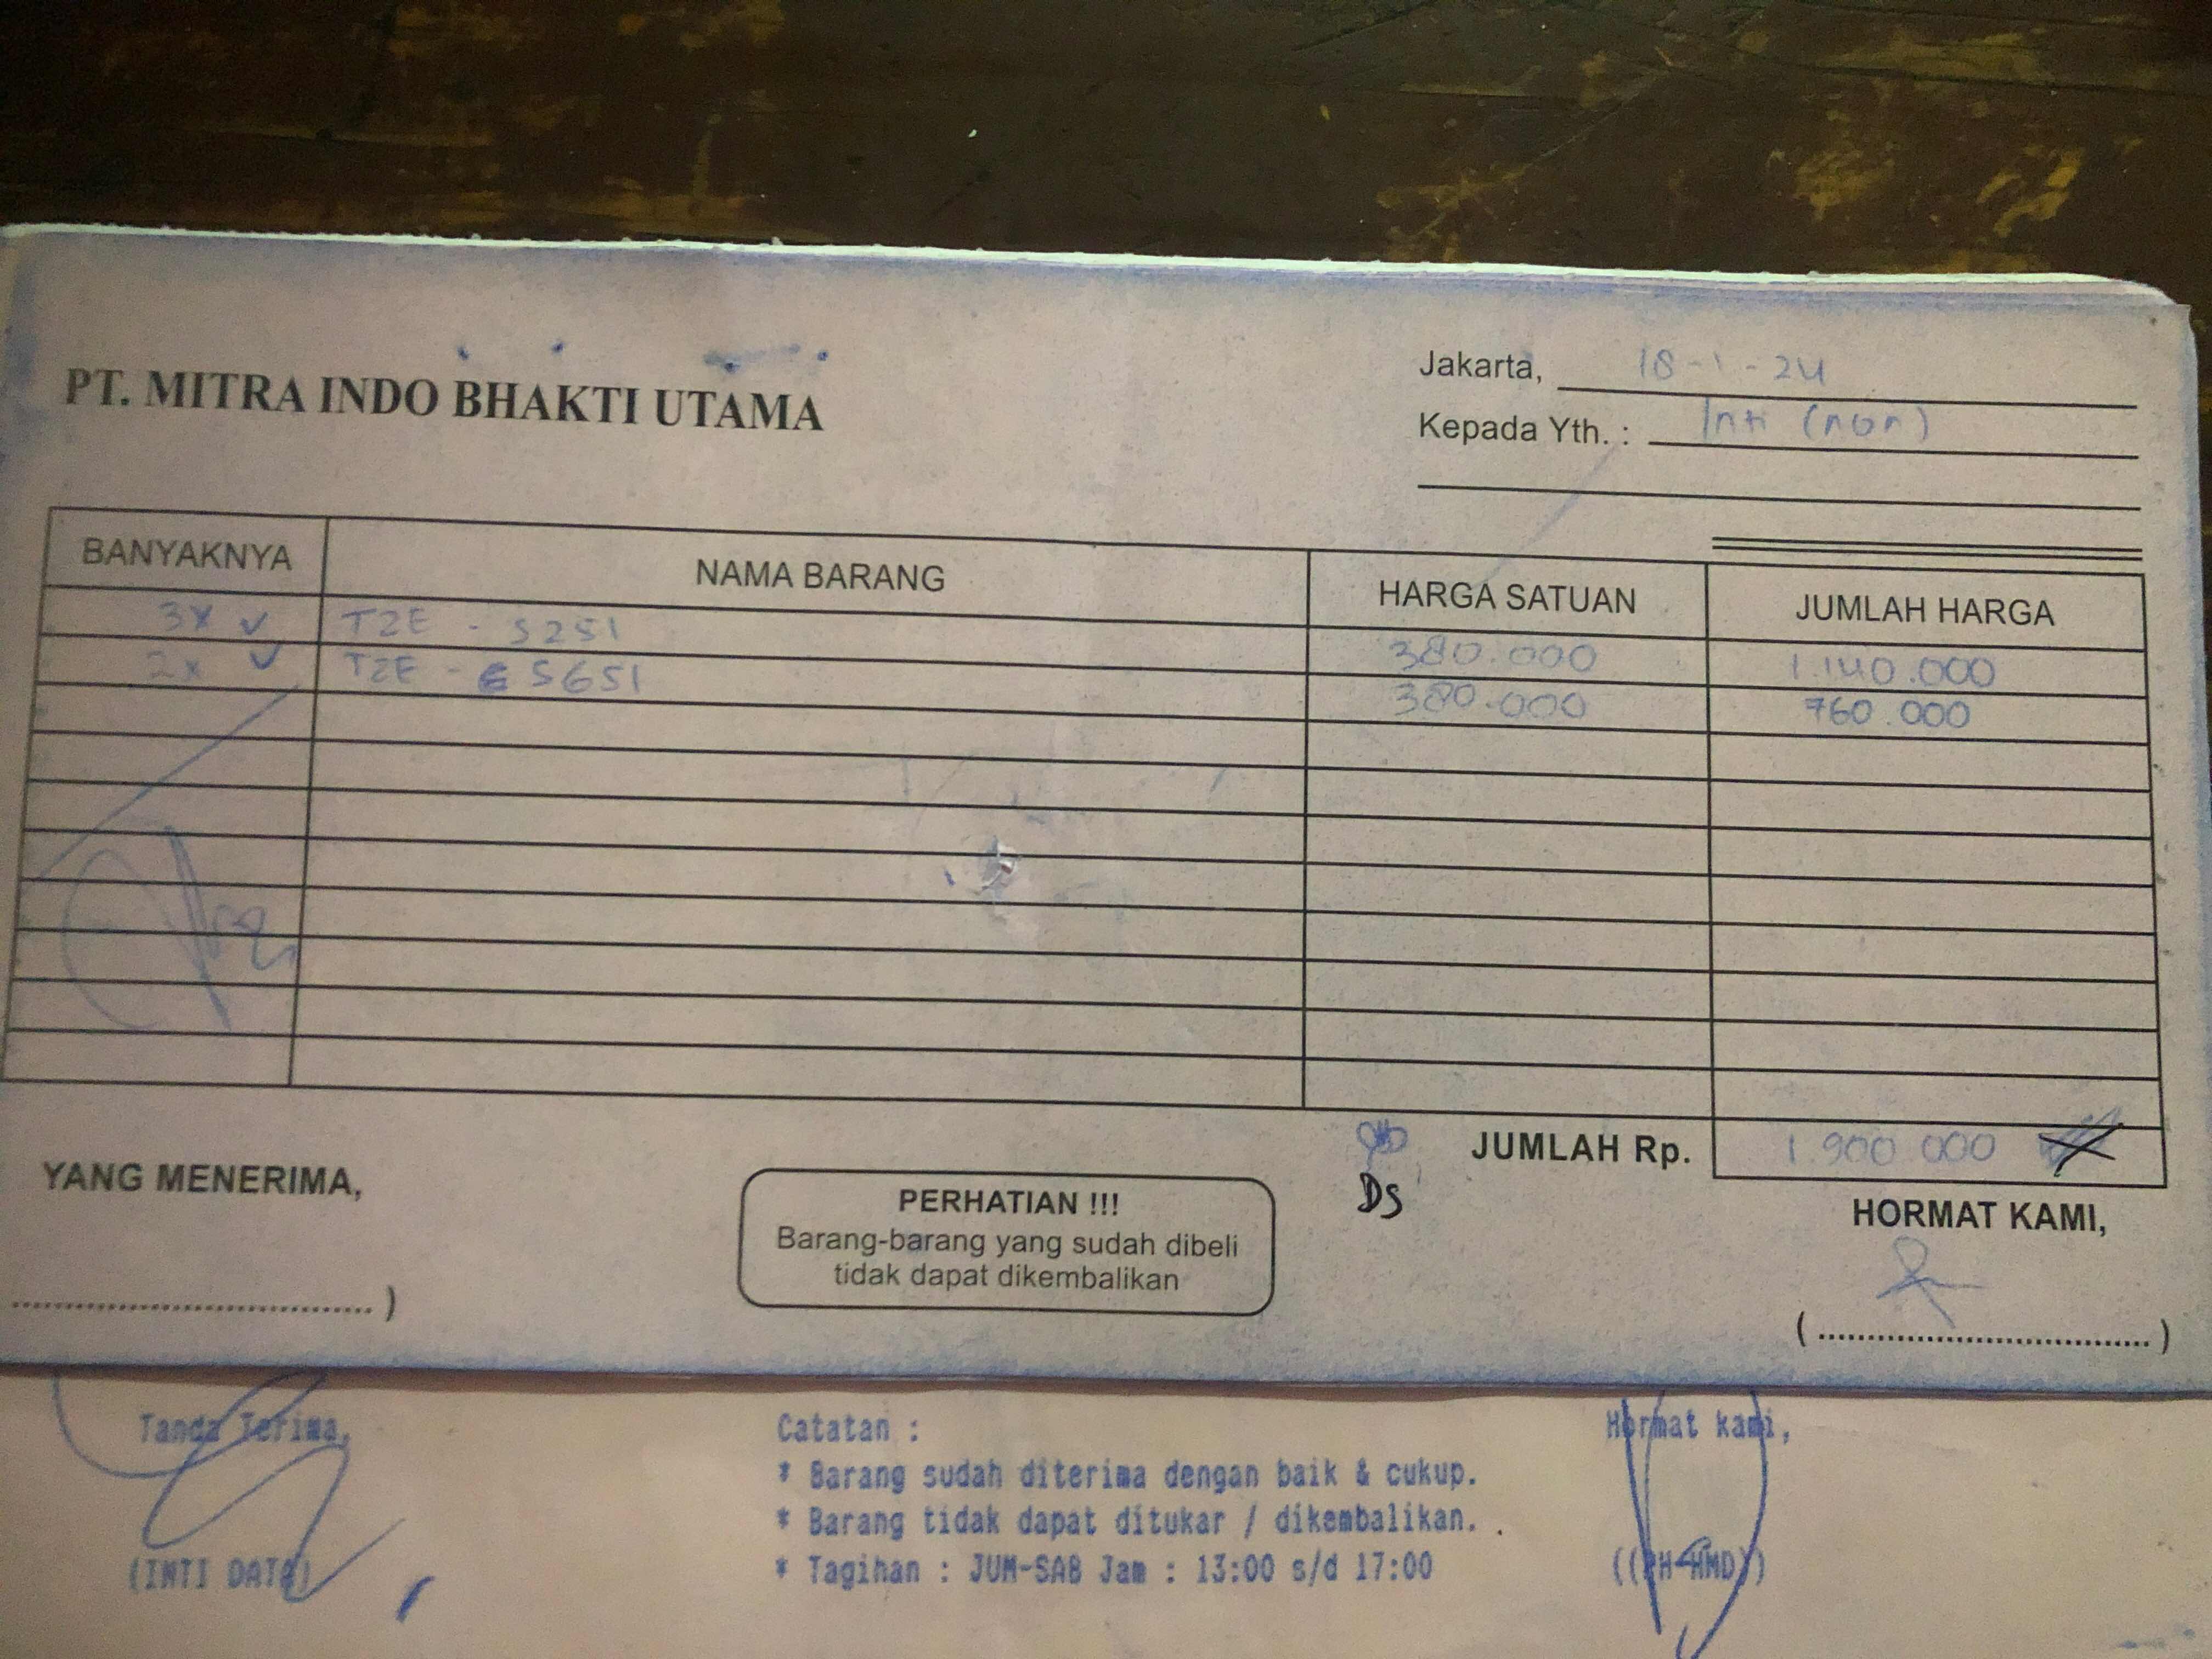 PT. MITRA INDO BHAKTI UTAMA
Jakarta, 18-1-24
Kepada Yth. : Inti (non)
BANYAKNYA NAMA BARANG HARGA SATUAN JUMLAH HARGA
3x TZE - S251 380.000 1.140.000
2x TZE - S651 380.000 760.000
JUMLAH Rp. 1.900 000
Ds
YANG MENERIMA,
PERHATIAN !!!
Barang-barang yang sudah dibeli
tidak dapat dikembalikan
HORMAT KAMI,
.................................... )
( .................................... )
Tanda Terima,
Catatan :
Hormat kami,
* Barang sudah diterima dengan baik & cukup.
* Barang tidak dapat ditukar / dikembalikan.
* Tagihan : JUM-SAB Jam : 13:00 s/d 17:00
(INTI DATA)
((PH-HMD))